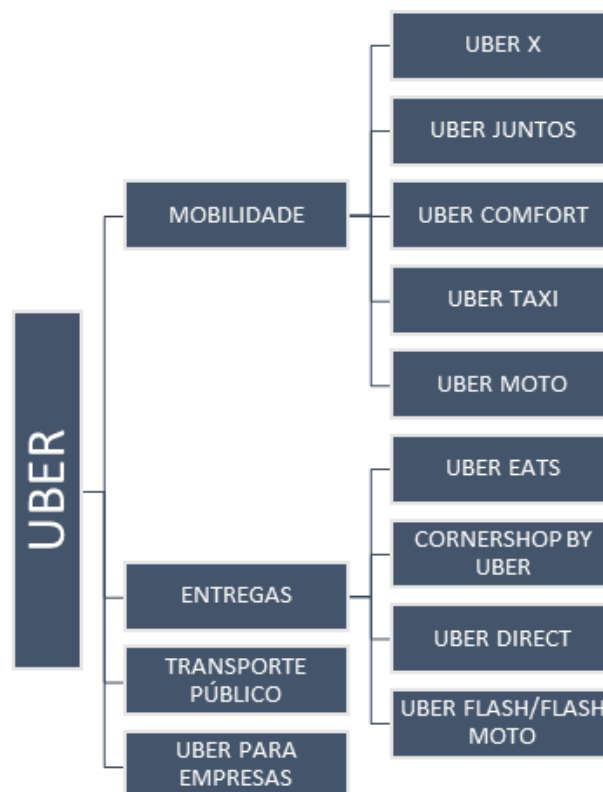 UBER
MOBILIDADE
UBER X
UBER JUNTOS
UBER COMFORT
UBER TAXI
UBER MOTO
ENTREGAS
UBER EATS
CORNERSHOP BY
UBER
UBER DIRECT
UBER FLASH/FLASH
MOTO
TRANSPORTE
PÚBLICO
UBER PARA
EMPRESAS